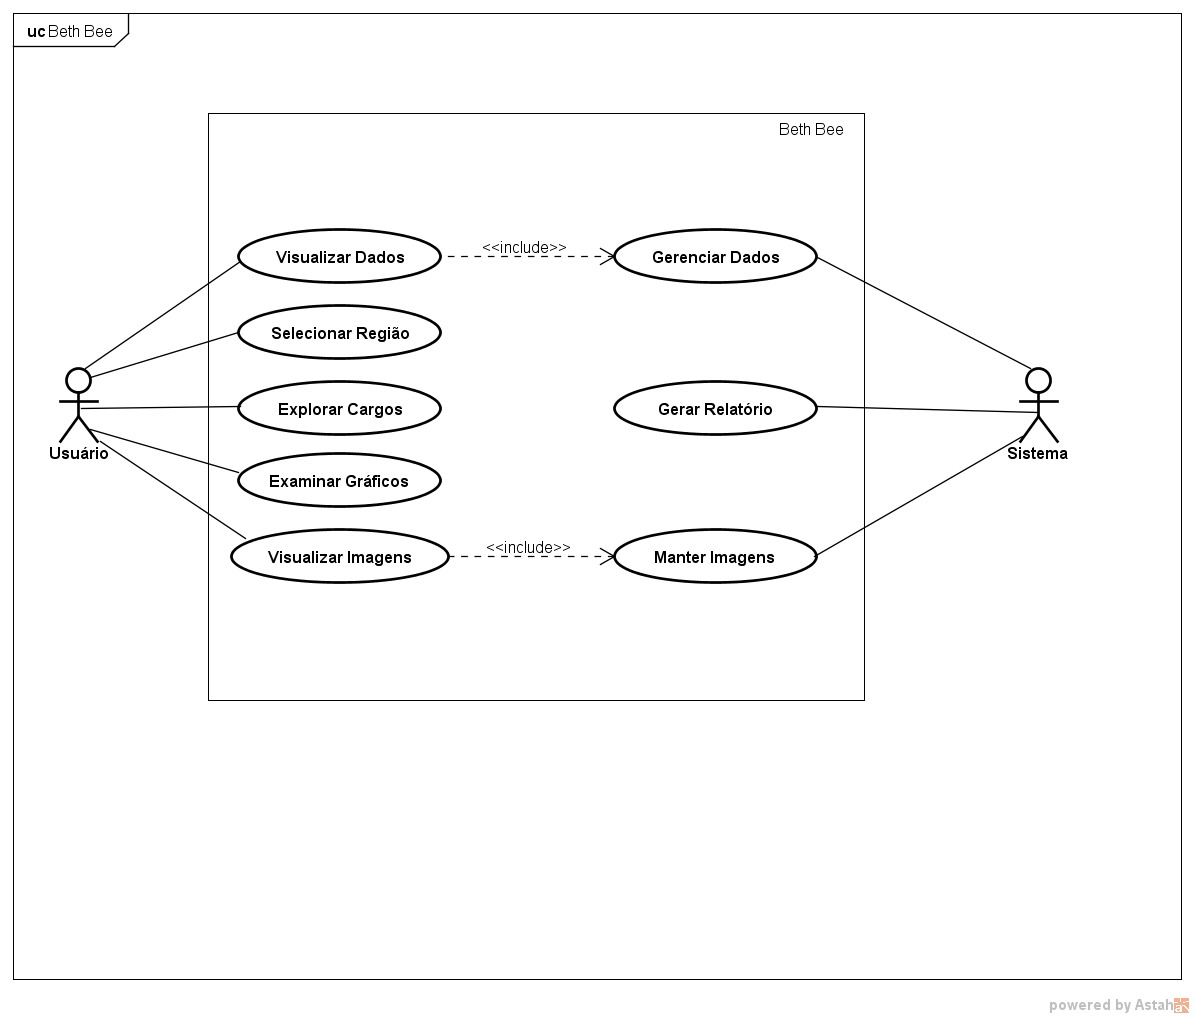 uc Beth Bee
Beth Bee
Visualizar Dados
<<include>>
Gerenciar Dados
Selecionar Região
Explorar Cargos
Gerar Relatório
Usuário
Sistema
Examinar Gráficos
Visualizar Imagens
<<include>>
Manter Imagens
powered by Astah